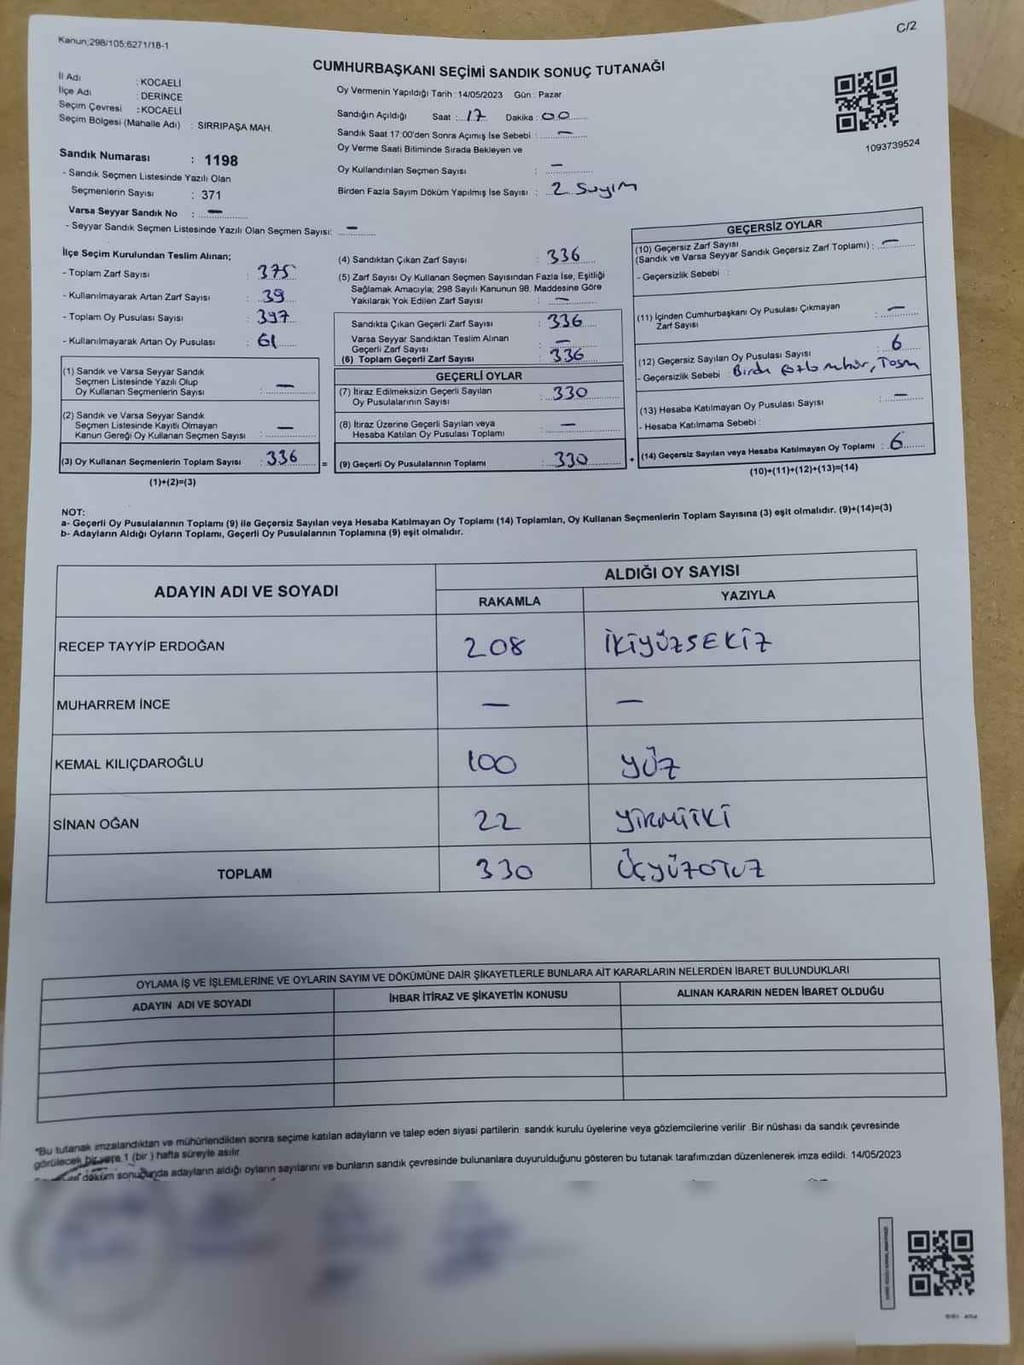 Kanun;298/105;6271/18-1
C/2
CUMHURBAŞKANI SEÇİMİ SANDIK SONUÇ TUTANAĞI
İl Adı : KOCAELİ
İlçe Adı : DERİNCE
Seçim Çevresi : KOCAELİ
Seçim Bölgesi (Mahalle Adı) : SIRRIPAŞA MAH.
Sandık Numarası : 1198
- Sandık Seçmen Listesinde Yazılı Olan
Seçmenlerin Sayısı : 371
Varsa Seyyar Sandık No : —
- Seyyar Sandık Seçmen Listesinde Yazılı Olan Seçmen Sayısı: —
Oy Vermenin Yapıldığı Tarih : 14/05/2023 Gün : Pazar
Sandığın Açıldığı Saat : 17 Dakika : 00
Sandık Saat 17:00'den Sonra Açımış İse Sebebi : —
Oy Verme Saati Bitiminde Sırada Bekleyen ve
Oy Kullandırılan Seçmen Sayısı : —
Birden Fazla Sayım Döküm Yapılmış İse Sayısı : 2 Sayım
1093739524
İlçe Seçim Kurulundan Teslim Alınan;
- Toplam Zarf Sayısı : 375
- Kullanılmayarak Artan Zarf Sayısı : 39
- Toplam Oy Pusulası Sayısı : 397
- Kullanılmayarak Artan Oy Pusulası : 61
(1) Sandık ve Varsa Seyyar Sandık
Seçmen Listesinde Yazılı Olup
Oy Kullanan Seçmenlerin Sayısı : —
(2) Sandık ve Varsa Seyyar Sandık
Seçmen Listesinde Kayıtlı Olmayan
Kanun Gereği Oy Kullanan Seçmen Sayısı : —
(3) Oy Kullanan Seçmenlerin Toplam Sayısı : 336
(1)+(2)=(3)
=
(4) Sandıktan Çıkan Zarf Sayısı : 336
(5) Zarf Sayısı Oy Kullanan Seçmen Sayısından Fazla İse, Eşitliği
Sağlamak Amacıyla; 298 Sayılı Kanunun 98. Maddesine Göre
Yakılarak Yok Edilen Zarf Sayısı : —
Sandıkta Çıkan Geçerli Zarf Sayısı : 336
Varsa Seyyar Sandıktan Teslim Alınan
Geçerli Zarf Sayısı : —
(6) Toplam Geçerli Zarf Sayısı : 336
GEÇERLİ OYLAR
(7) İtiraz Edilmeksizin Geçerli Sayılan
Oy Pusulalarının Sayısı : 330
(8) İtiraz Üzerine Geçerli Sayılan veya
Hesaba Katılan Oy Pusulası Toplamı : —
(9) Geçerli Oy Pusulalarının Toplamı : 330
+
GEÇERSİZ OYLAR
(10) Geçersiz Zarf Sayısı
(Sandık ve Varsa Seyyar Sandık Geçersiz Zarf Toplamı) : —
- Geçersizlik Sebebi :
(11) İçinden Cumhurbaşkanı Oy Pusulası Çıkmayan
Zarf Sayısı : —
(12) Geçersiz Sayılan Oy Pusulası Sayısı : 6
- Geçersizlik Sebebi : Birden fazla mühür,
(13) Hesaba Katılmayan Oy Pusulası Sayısı : —
- Hesaba Katılmama Sebebi :
(14) Geçersiz Sayılan veya Hesaba Katılmayan Oy Toplamı : 6
(10)+(11)+(12)+(13)=(14)
NOT:
a- Geçerli Oy Pusulalarının Toplamı (9) ile Geçersiz Sayılan veya Hesaba Katılmayan Oy Toplamı (14) Toplamları, Oy Kullanan Seçmenlerin Toplam Sayısına (3) eşit olmalıdır. (9)+(14)=(3)
b- Adayların Aldığı Oyların Toplamı, Geçerli Oy Pusulalarının Toplamına (9) eşit olmalıdır.
ADAYIN ADI VE SOYADI
ALDIĞI OY SAYISI
RAKAMLA YAZIYLA
RECEP TAYYİP ERDOĞAN 208 İKİYÜZSEKİZ
MUHARREM İNCE — —
KEMAL KILIÇDAROĞLU 100 YÜZ
SİNAN OĞAN 22 YİRMİİKİ
TOPLAM 330 ÜÇYÜZOTUZ
OYLAMA İŞ VE İŞLEMLERİNE VE OYLARIN SAYIM VE DÖKÜMÜNE DAİR ŞİKAYETLERLE BUNLARA AİT KARARLARIN NELERDEN İBARET BULUNDUKLARI
ADAYIN ADI VE SOYADI İHBAR İTİRAZ VE ŞİKAYETİN KONUSU ALINAN KARARIN NEDEN İBARET OLDUĞU
*Bu tutanak imzalandıktan ve mühürlendikten sonra seçime katılan adayların ve talep eden siyasi partilerin sandık kurulu üyelerine veya gözlemcilerine verilir. Bir nüshası da sandık çevresinde
görülecek bir yere 1 (bir ) hafta süreyle asılır.
döküm sonuçunda adayların aldığı oyların sayılarını ve bunların sandık çevresinde bulunanlara duyurulduğunu gösteren bu tutanak tarafımızdan düzenlenerek imza edildi. 14/05/2023